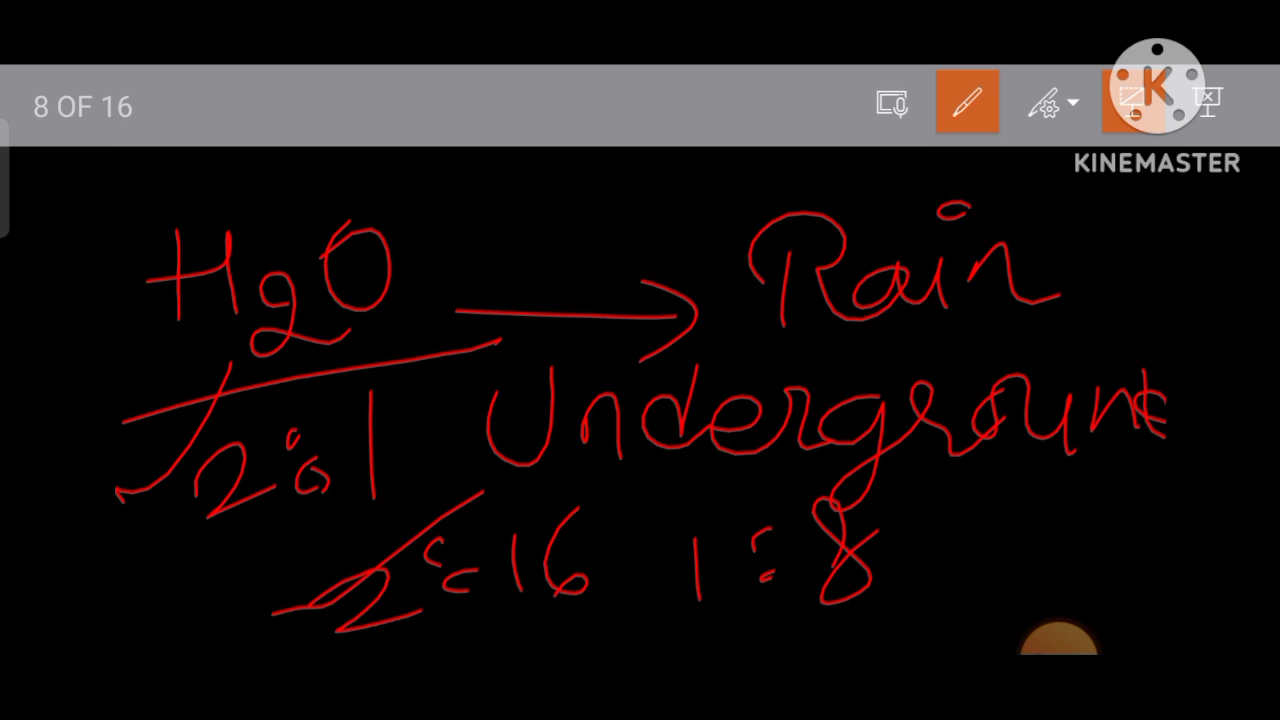 8 OF 16
K
KINEMASTER
H2O → Rain
2:1 Underground
2:16 1:8